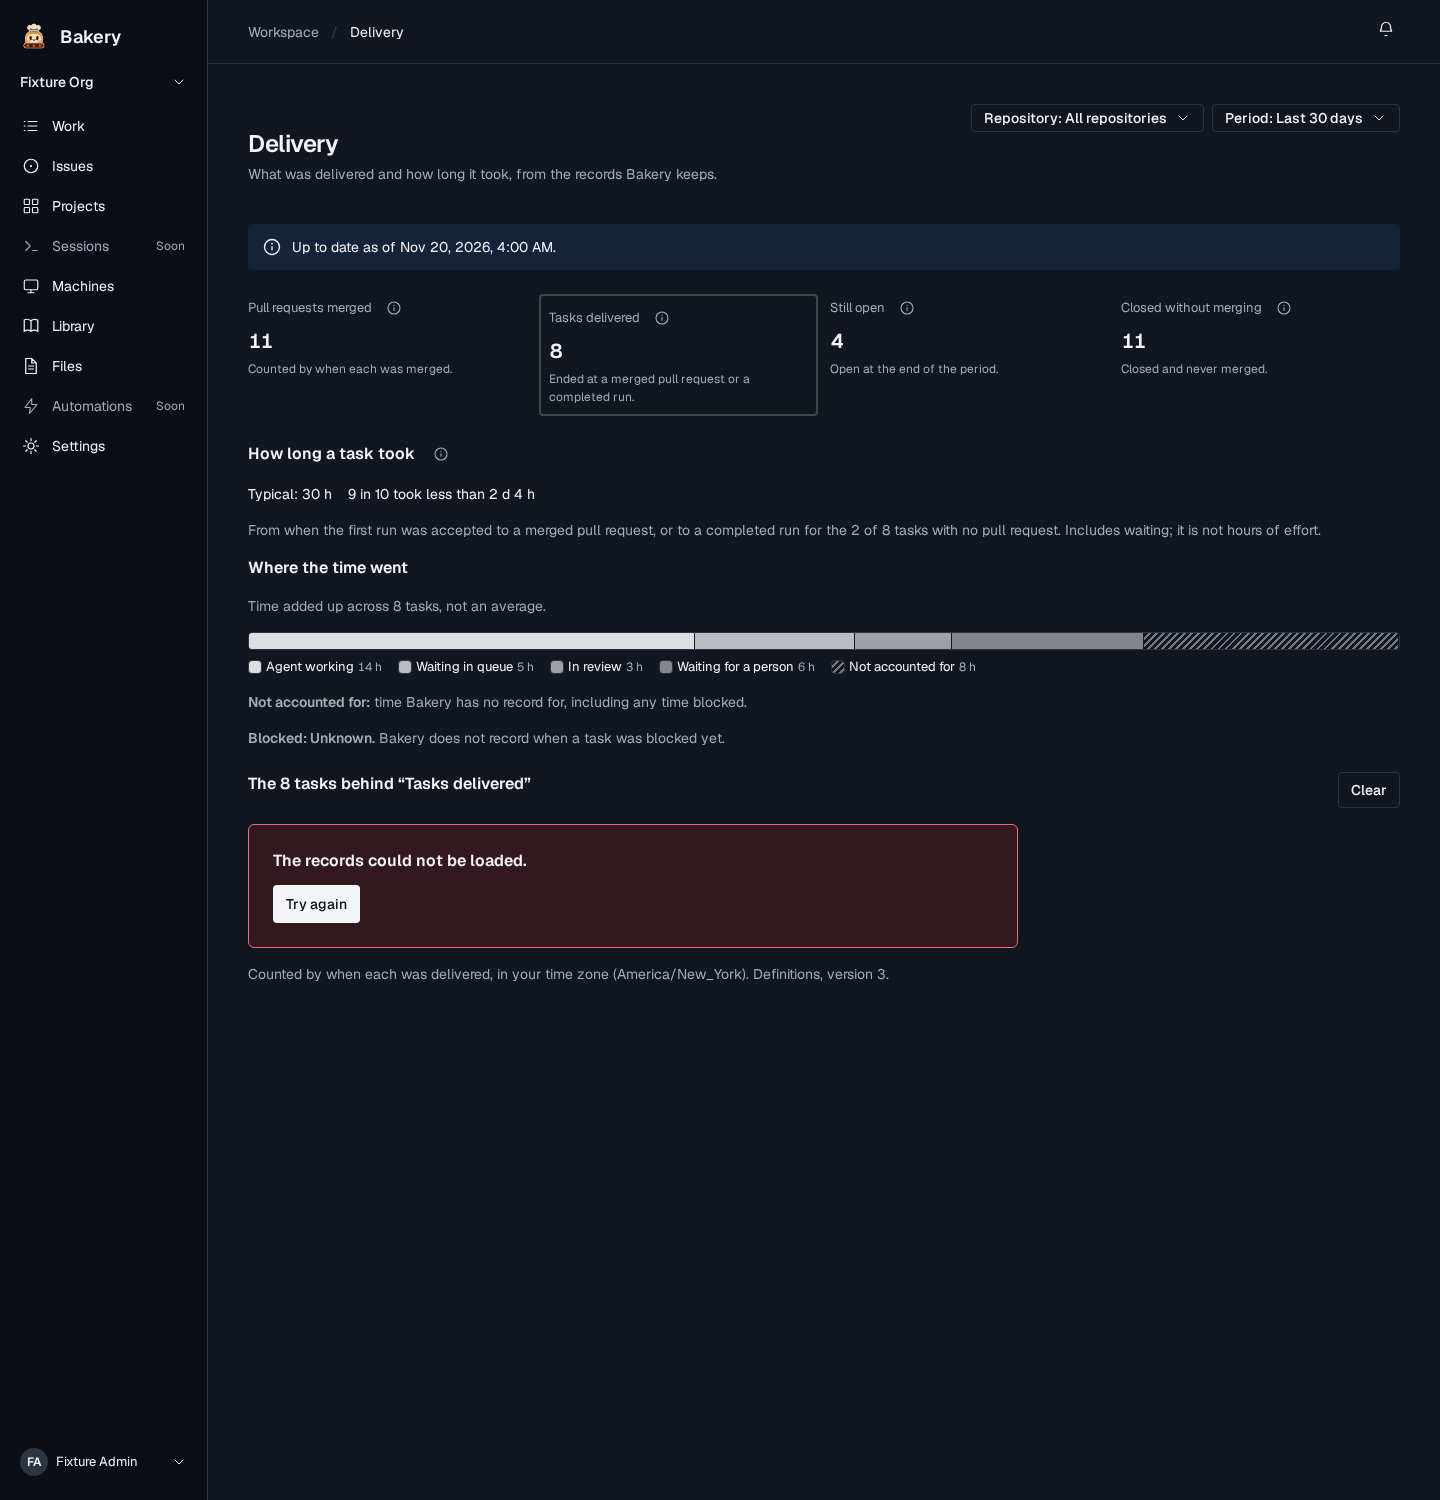 Bakery
Fixture Org
Work
Issues
Projects
Sessions Soon
Machines
Library
Files
Automations Soon
Settings
FA Fixture Admin
Workspace / Delivery
Repository: All repositories
Period: Last 30 days
Delivery
What was delivered and how long it took, from the records Bakery keeps.
Up to date as of Nov 20, 2026, 4:00 AM.
Pull requests merged
11
Counted by when each was merged.
Tasks delivered
8
Ended at a merged pull request or a
completed run.
Still open
4
Open at the end of the period.
Closed without merging
11
Closed and never merged.
How long a task took
Typical: 30 h 9 in 10 took less than 2 d 4 h
From when the first run was accepted to a merged pull request, or to a completed run for the 2 of 8 tasks with no pull request. Includes waiting; it is not hours of effort.
Where the time went
Time added up across 8 tasks, not an average.
Agent working 14 h Waiting in queue 5 h In review 3 h Waiting for a person 6 h Not accounted for 8 h
Not accounted for: time Bakery has no record for, including any time blocked.
Blocked: Unknown. Bakery does not record when a task was blocked yet.
The 8 tasks behind “Tasks delivered”
Clear
The records could not be loaded.
Try again
Counted by when each was delivered, in your time zone (America/New_York). Definitions, version 3.